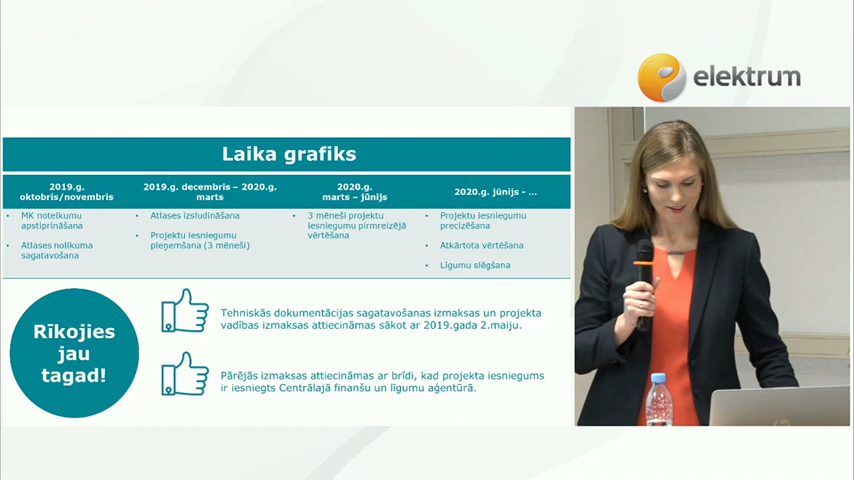 elektrum
Laika grafiks
2019.g.
oktobris/novembris
2019.g. decembris – 2020.g.
marts
2020.g.
marts – jūnijs
2020.g. jūnijs - ...
• MK noteikumu
apstiprināšana
• Atlases nolikuma
sagatavošana
• Atlases izsludināšana
• Projektu iesniegumu
pieņemšana (3 mēneši)
• 3 mēneši projektu
iesniegumu pirmreizējā
vērtēšana
• Projektu iesniegumu
precizēšana
• Atkārtota vērtēšana
• Līgumu slēgšana
Rīkojies
jau
tagad!
Tehniskās dokumentācijas sagatavošanas izmaksas un projekta
vadības izmaksas attiecināmas sākot ar 2019.gada 2.maiju.
Pārējās izmaksas attiecināmas ar brīdi, kad projekta iesniegums
ir iesniegts Centrālajā finanšu un līgumu aģentūrā.